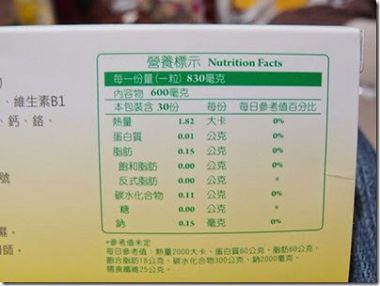 營養標示 Nutrition Facts
每一份量(一粒) 830毫克
內容物 600毫克
本包裝含 30份 每份 每日參考值百分比
熱量 1.82 大卡 0%
蛋白質 0.01 公克 0%
脂肪 0.15 公克 0%
飽和脂肪 0.00 公克 0%
反式脂肪 0.00 公克 *
碳水化合物 0.11 公克 0%
糖 0.00 公克 *
鈉 0.15 毫克 0%
*參考值未定
每日參考值:熱量2000大卡、蛋白質60公克、脂肪60公克、
飽合脂肪18公克、碳水化合物300公克、鈉2000毫克、
膳食纖維25公克。
、維生素B1
、鈣、鉻、
號
師。